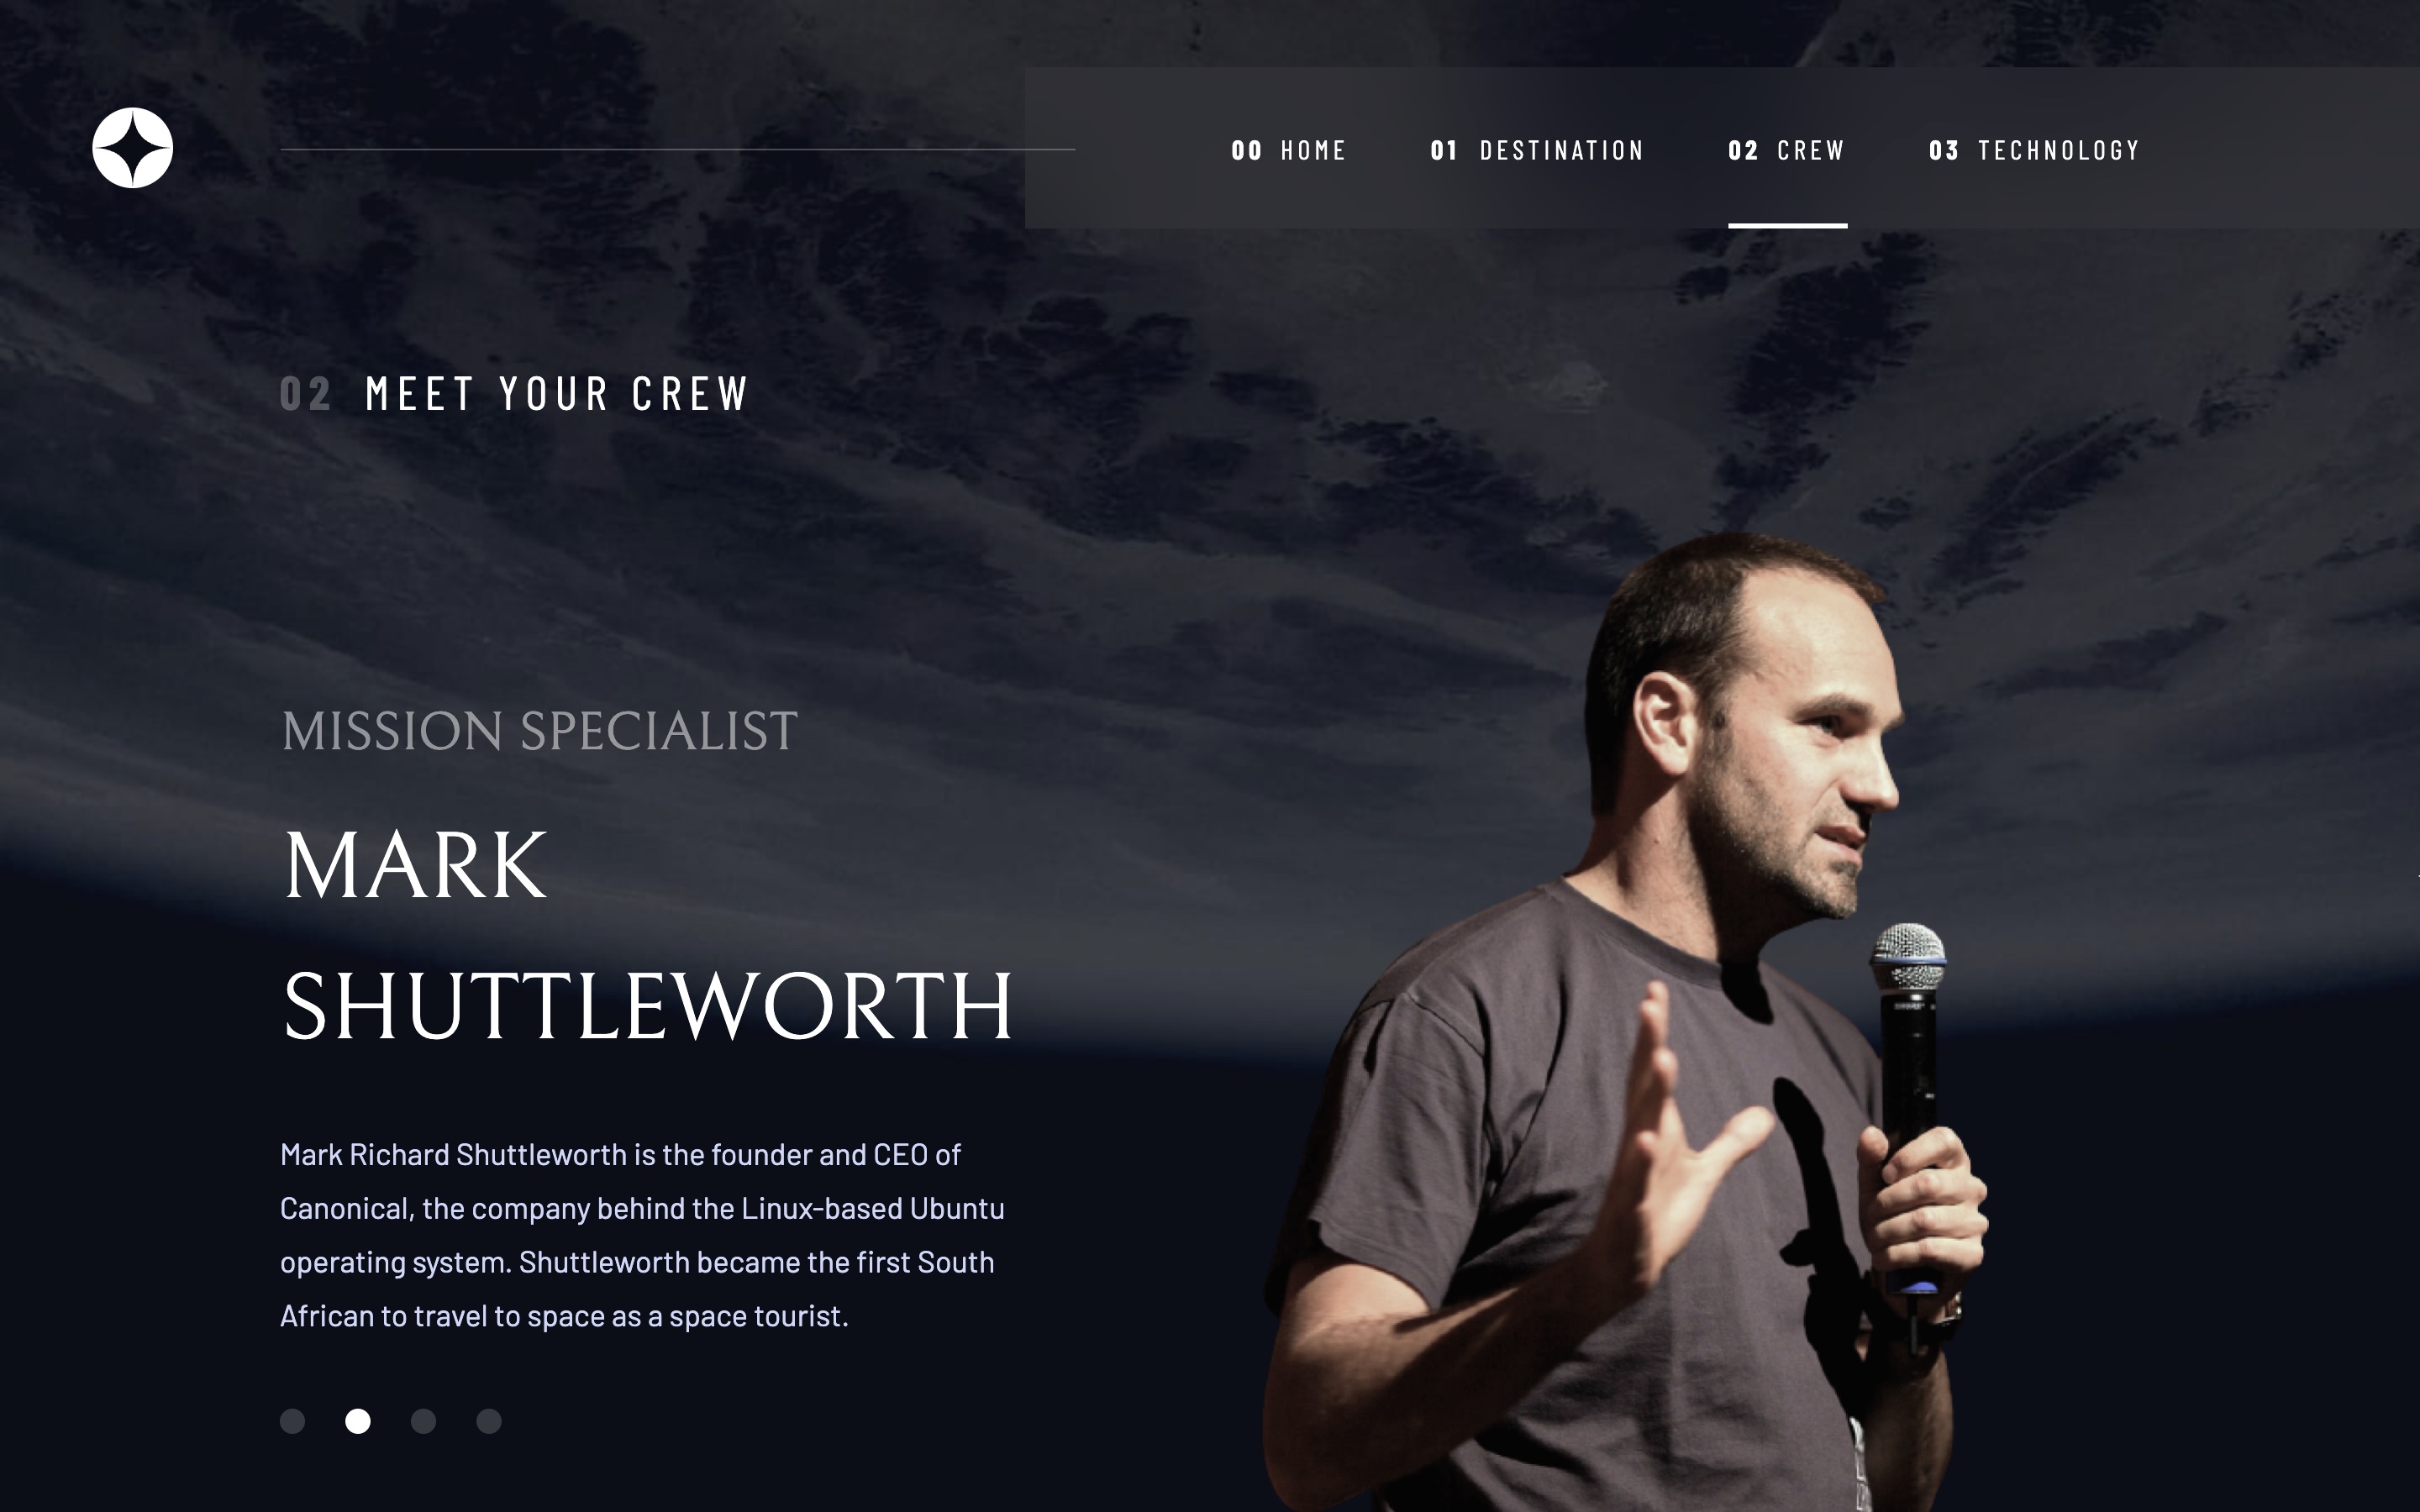 00 HOME 01 DESTINATION 02 CREW 03 TECHNOLOGY
02 MEET YOUR CREW
MISSION SPECIALIST
MARK
SHUTTLEWORTH
Mark Richard Shuttleworth is the founder and CEO of
Canonical, the company behind the Linux-based Ubuntu
operating system. Shuttleworth became the first South
African to travel to space as a space tourist.